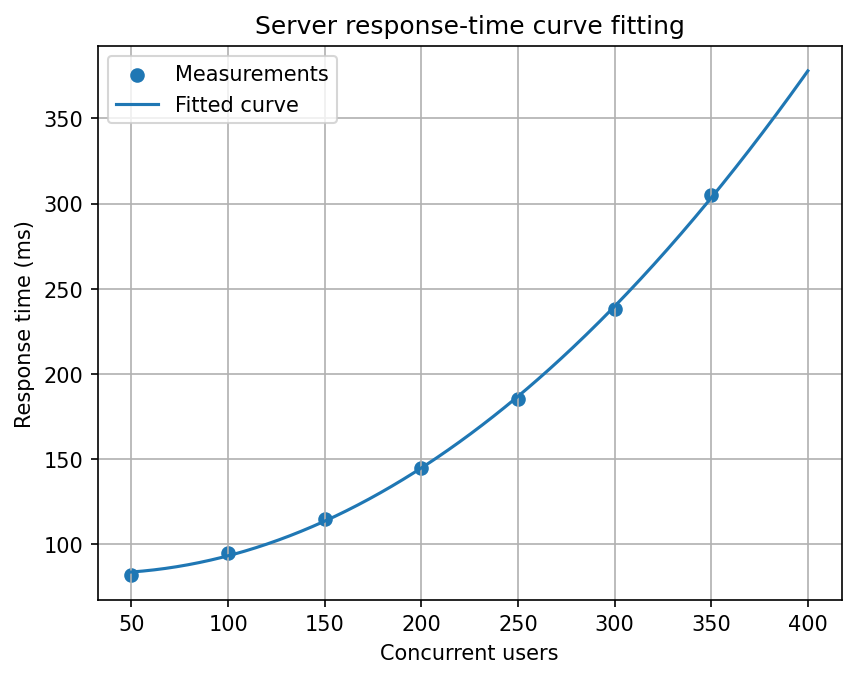 Server response-time curve fitting
Measurements
Fitted curve
350
300
250
200
150
100
Response time (ms)
50 100 150 200 250 300 350 400
Concurrent users